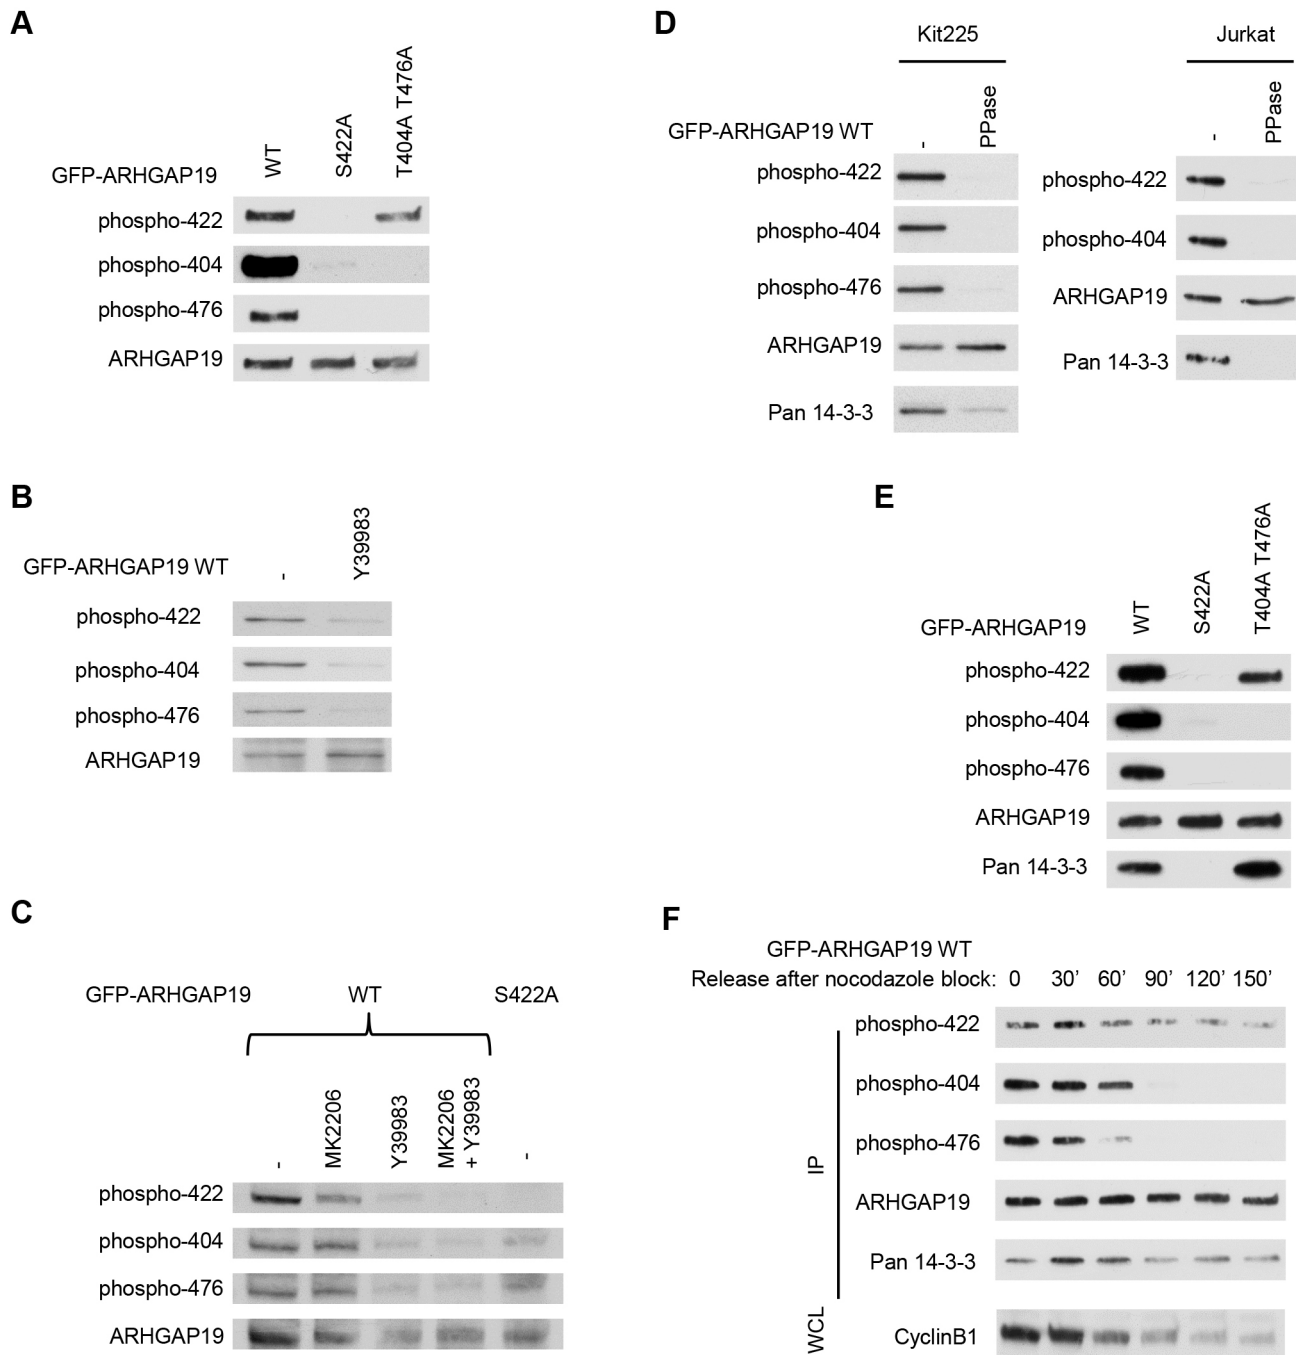 A
GFP-ARHGAP19
WT
S422A
T404A T476A
phospho-422
phospho-404
phospho-476
ARHGAP19
B
GFP-ARHGAP19 WT
-
Y39983
phospho-422
phospho-404
phospho-476
ARHGAP19
C
GFP-ARHGAP19
WT
S422A
-
MK2206
Y39983
MK2206
+ Y39983
-
phospho-422
phospho-404
phospho-476
ARHGAP19
D
Kit225
GFP-ARHGAP19 WT
-
PPase
phospho-422
phospho-404
phospho-476
ARHGAP19
Pan 14-3-3
Jurkat
-
PPase
phospho-422
phospho-404
ARHGAP19
Pan 14-3-3
E
GFP-ARHGAP19
WT
S422A
T404A T476A
phospho-422
phospho-404
phospho-476
ARHGAP19
Pan 14-3-3
F
GFP-ARHGAP19 WT
Release after nocodazole block: 0 30’ 60’ 90’ 120’ 150’
IP
phospho-422
phospho-404
phospho-476
ARHGAP19
Pan 14-3-3
WCL
CyclinB1